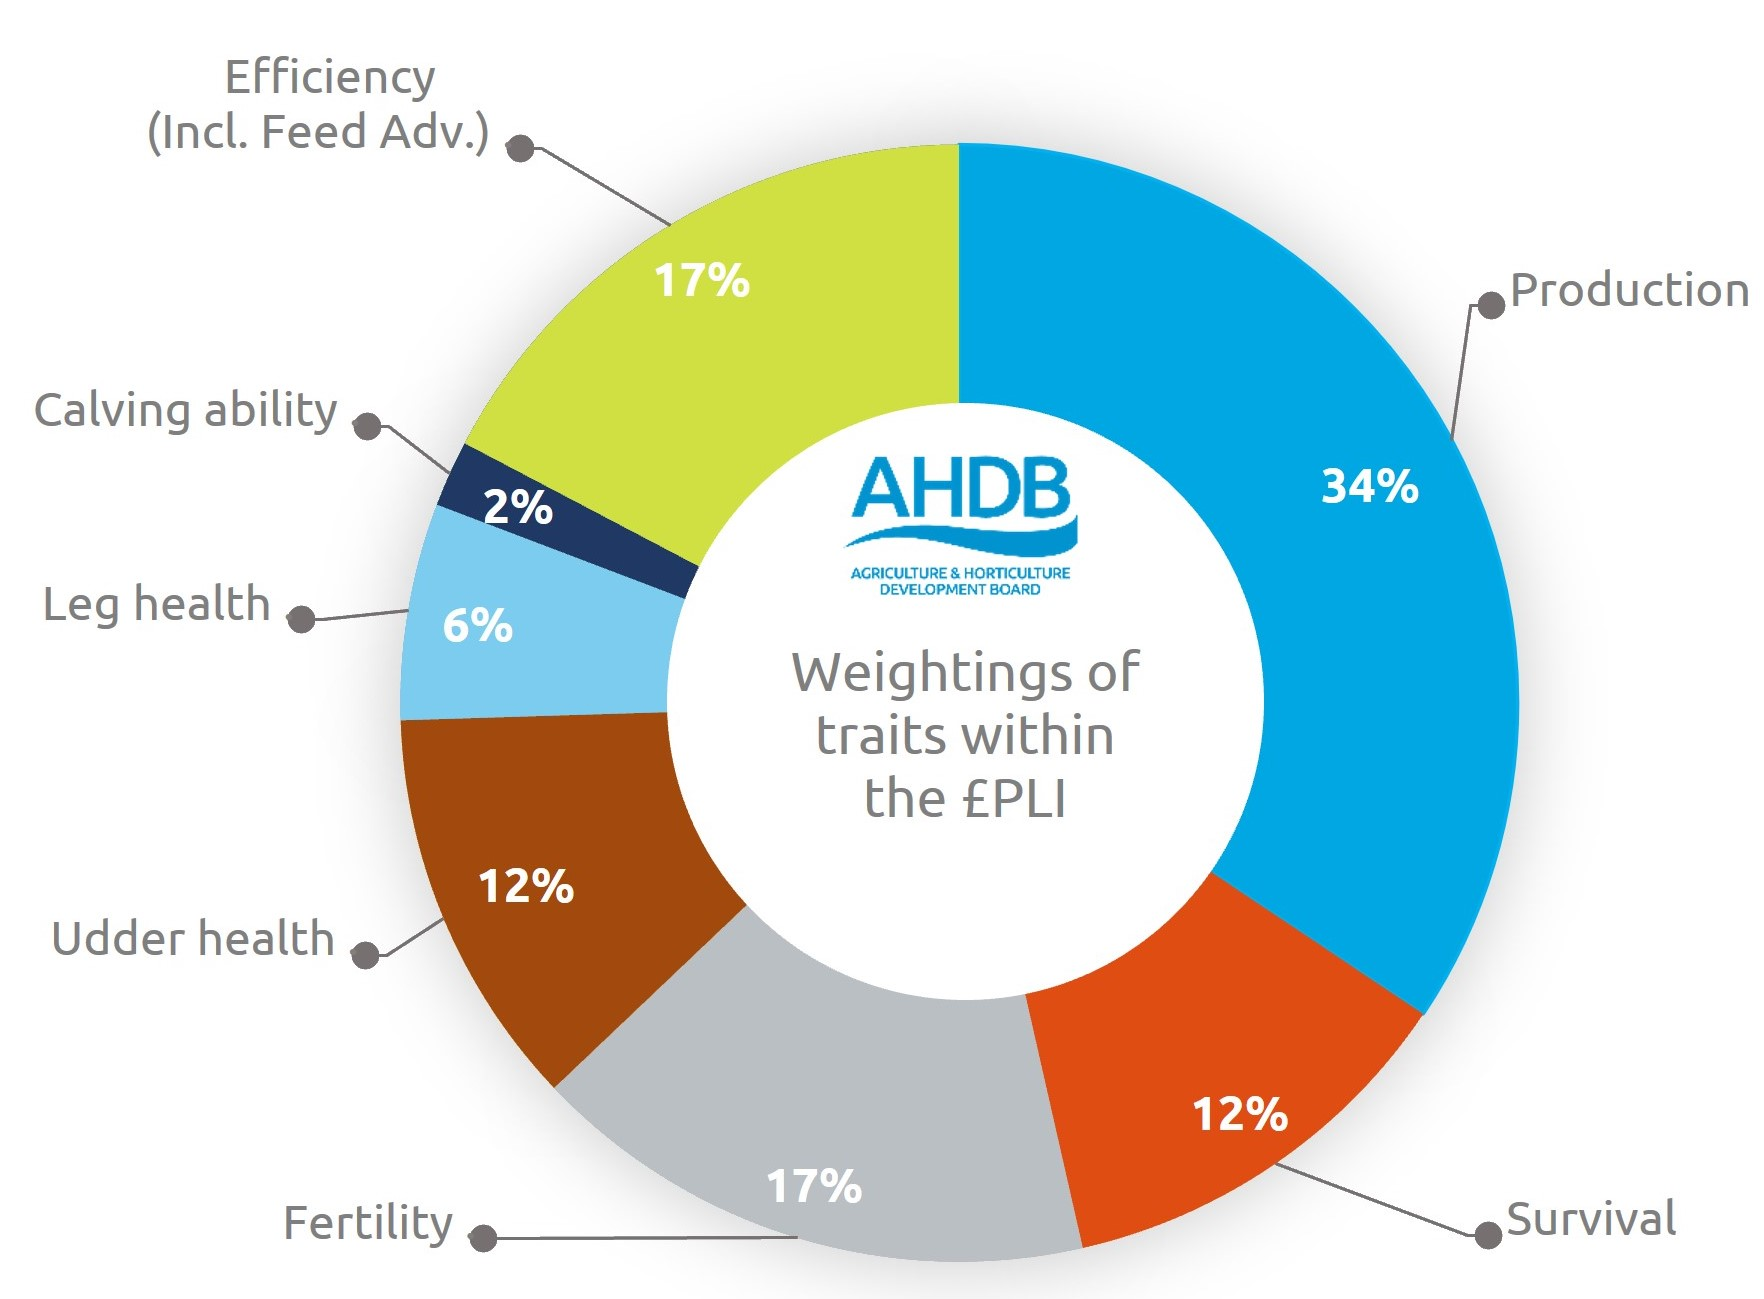 Efficiency
(Incl. Feed Adv.)
17%
Production
34%
Calving ability
2%
Leg health
6%
AHDB
AGRICULTURE & HORTICULTURE
DEVELOPMENT BOARD
Weightings of
traits within
the £PLI
Udder health
12%
Fertility
17%
Survival
12%